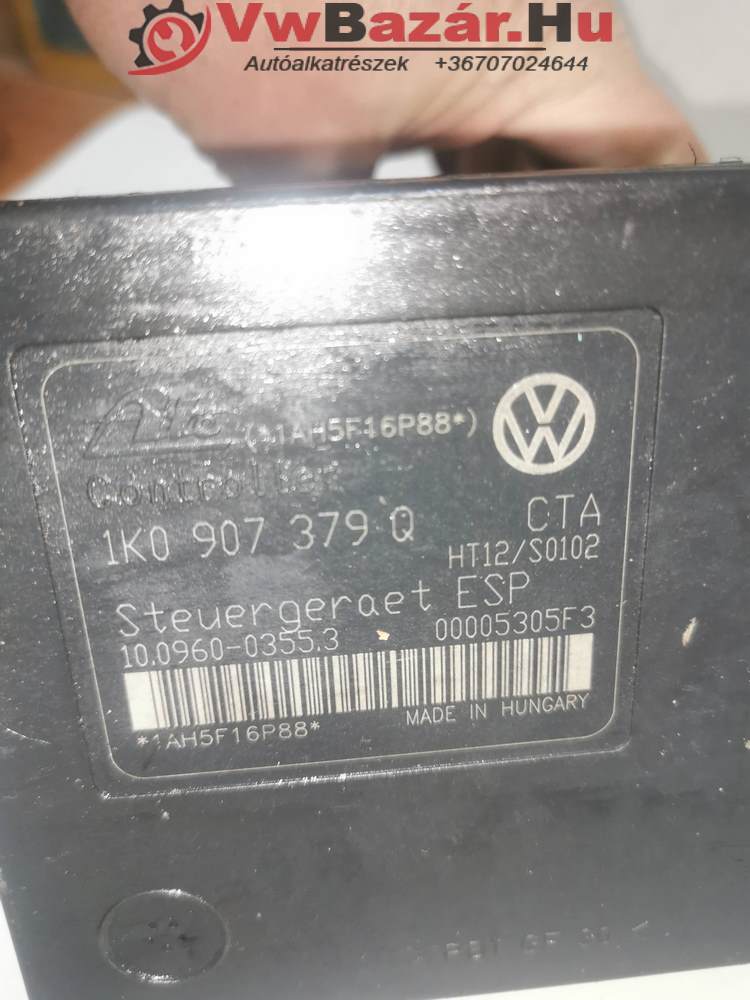 VwBazár.Hu
Autóalkatrészek +36707024644
Ate (*1AH5F16P88*)
Controller
1K0 907 379 Q CTA
HT12/S0102
Steuergeraet ESP
10.0960-0355.3 00005305F3
MADE IN HUNGARY
*1AH5F16P88*